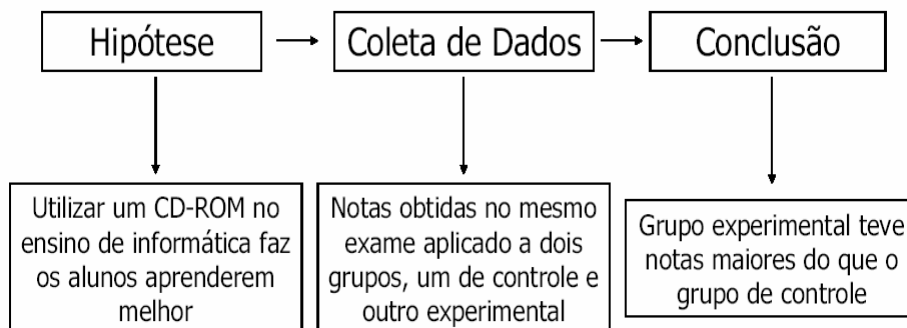 Hipótese
Coleta de Dados
Conclusão
Utilizar um CD-ROM no
ensino de informática faz
os alunos aprenderem
melhor
Notas obtidas no mesmo
exame aplicado a dois
grupos, um de controle e
outro experimental
Grupo experimental teve
notas maiores do que o
grupo de controle